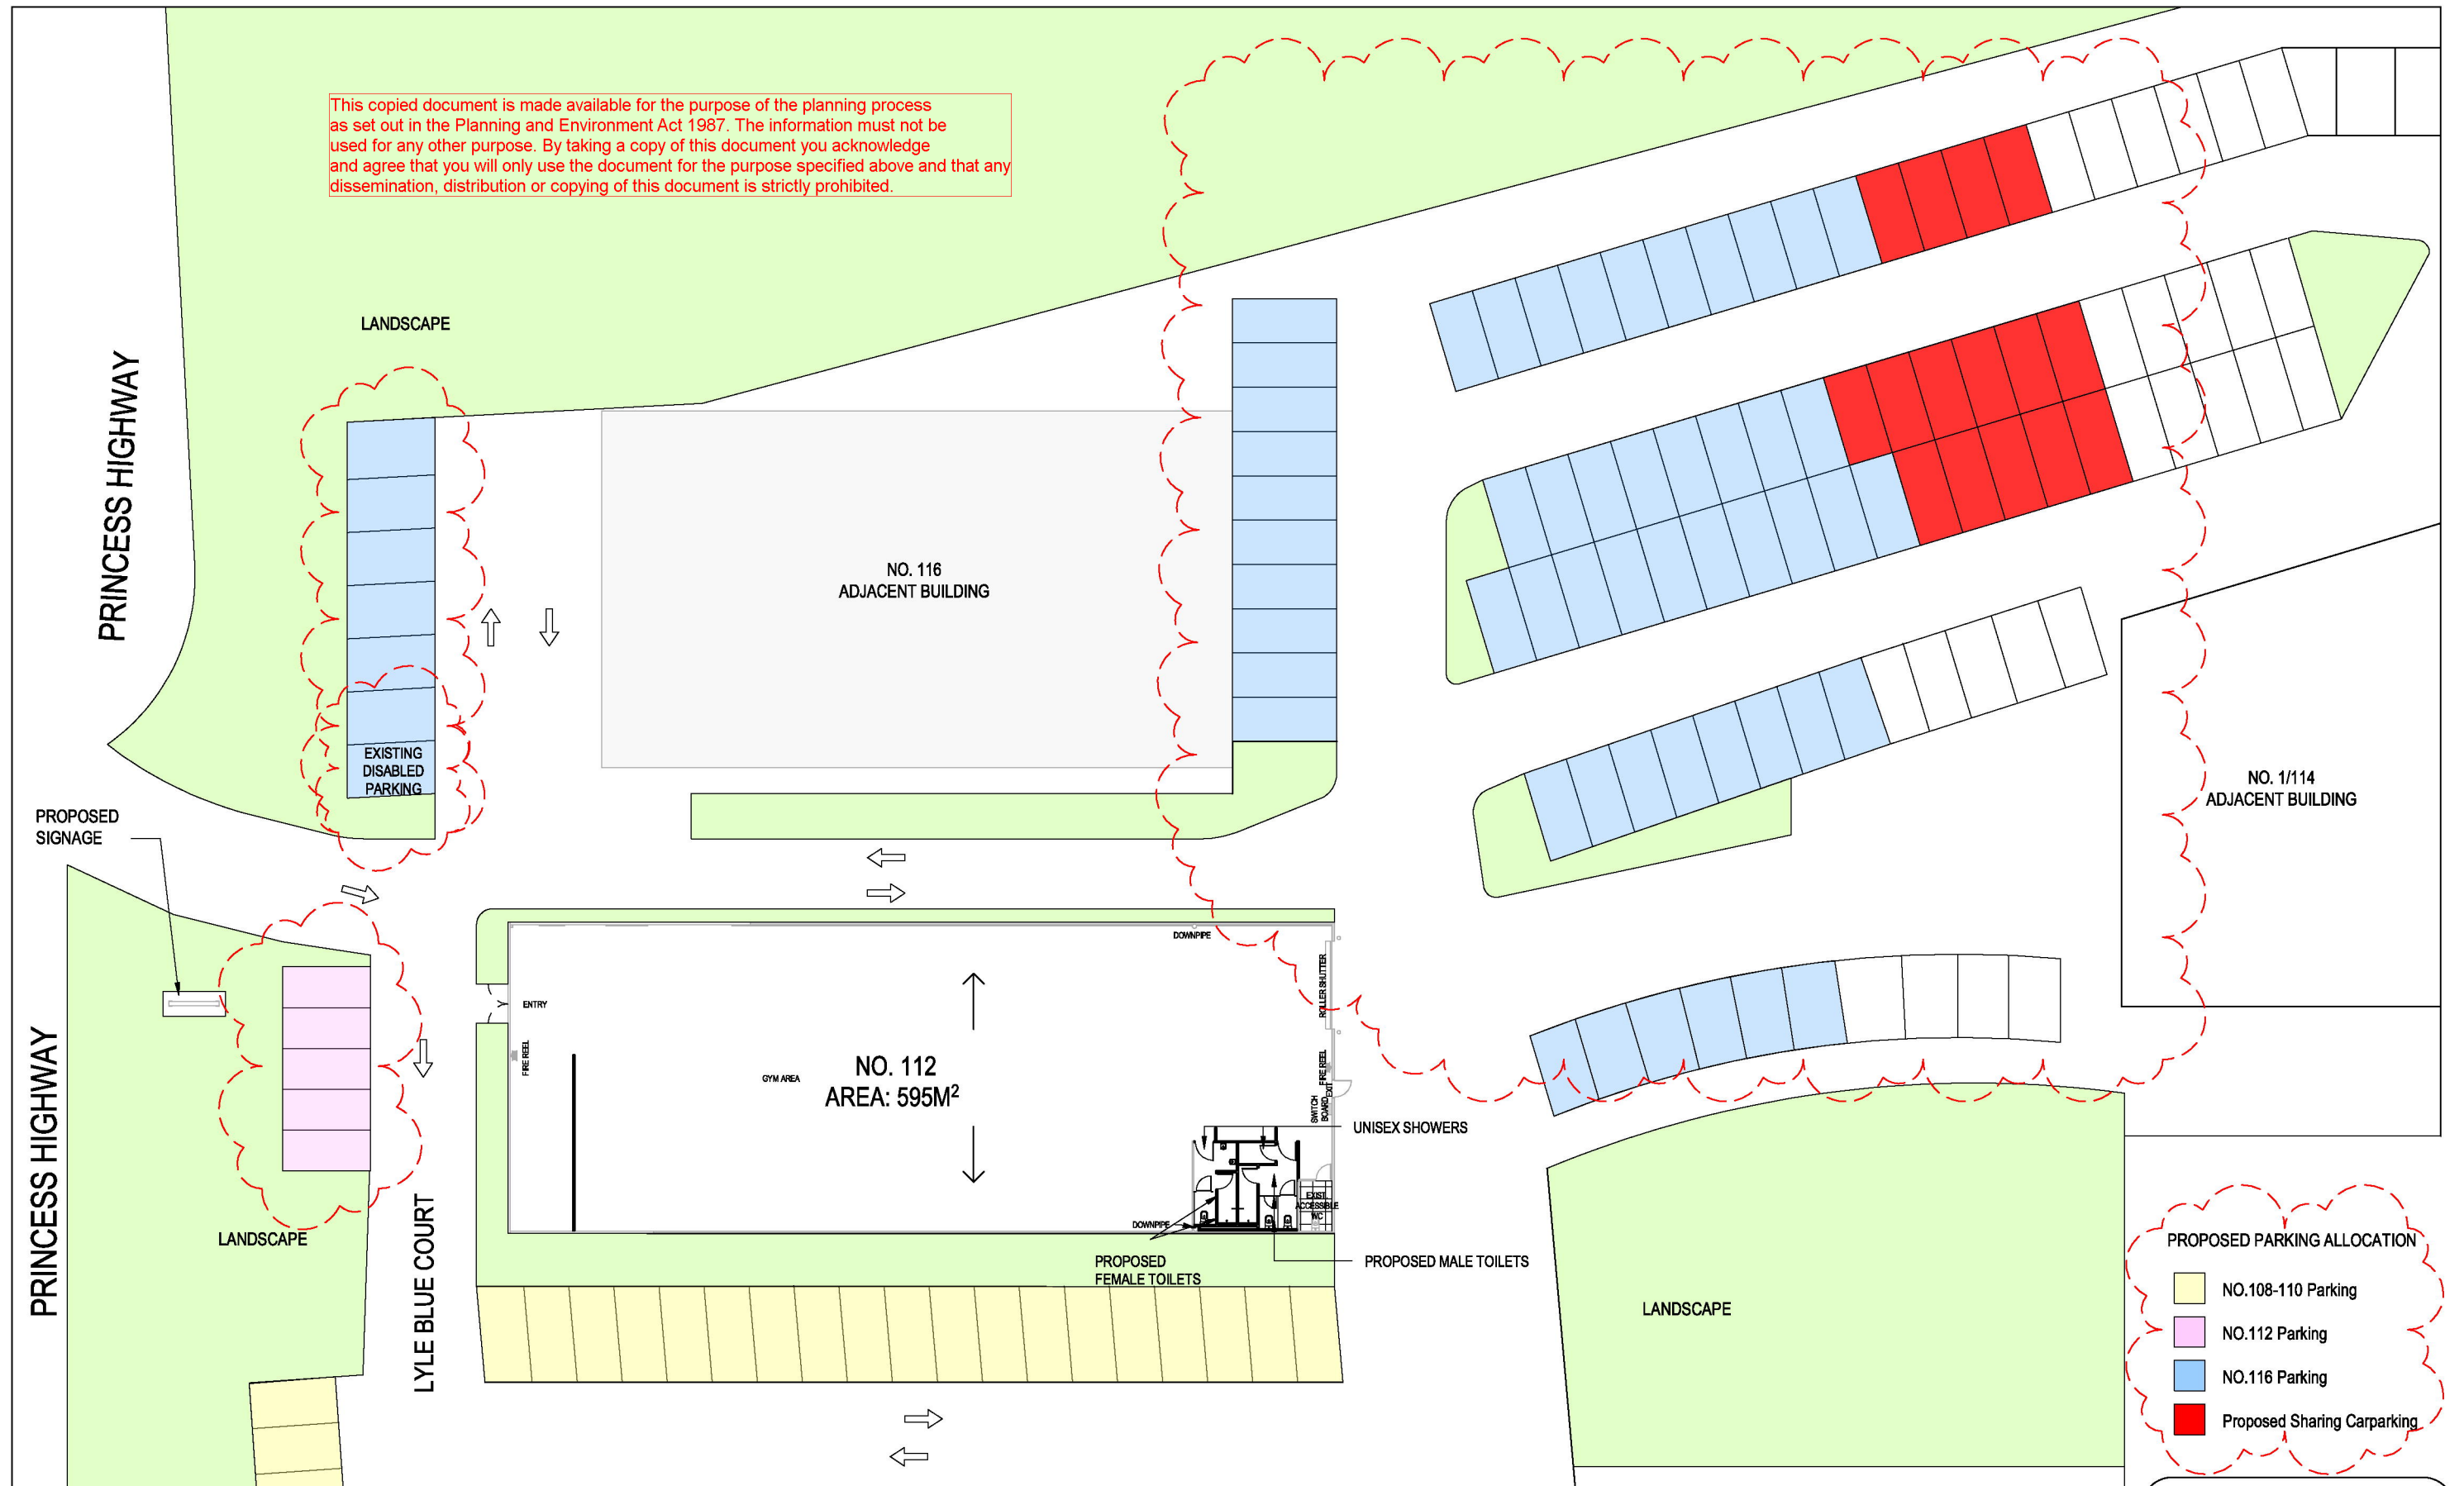 This copied document is made available for the purpose of the planning process
as set out in the Planning and Environment Act 1987. The information must not be
used for any other purpose. By taking a copy of this document you acknowledge
and agree that you will only use the document for the purpose specified above and that any
dissemination, distribution or copying of this document is strictly prohibited.
LANDSCAPE
PRINCESS HIGHWAY
NO. 116
ADJACENT BUILDING
EXISTING
DISABLED
PARKING
NO. 1/114
ADJACENT BUILDING
PROPOSED
SIGNAGE
DOWNPIPE
ROLLER SHUTTER
ENTRY
FIRE REEL
GYM AREA
NO. 112
AREA: 595M²
FIRE REEL
EXIT
SWITCH
BOARD
UNISEX SHOWERS
EXIST.
ACCESSIBLE
WC
DOWNPIPE
PROPOSED
FEMALE TOILETS
PROPOSED MALE TOILETS
PRINCESS HIGHWAY
LANDSCAPE
LYLE BLUE COURT
LANDSCAPE
PROPOSED PARKING ALLOCATION
NO.108-110 Parking
NO.112 Parking
NO.116 Parking
Proposed Sharing Carparking